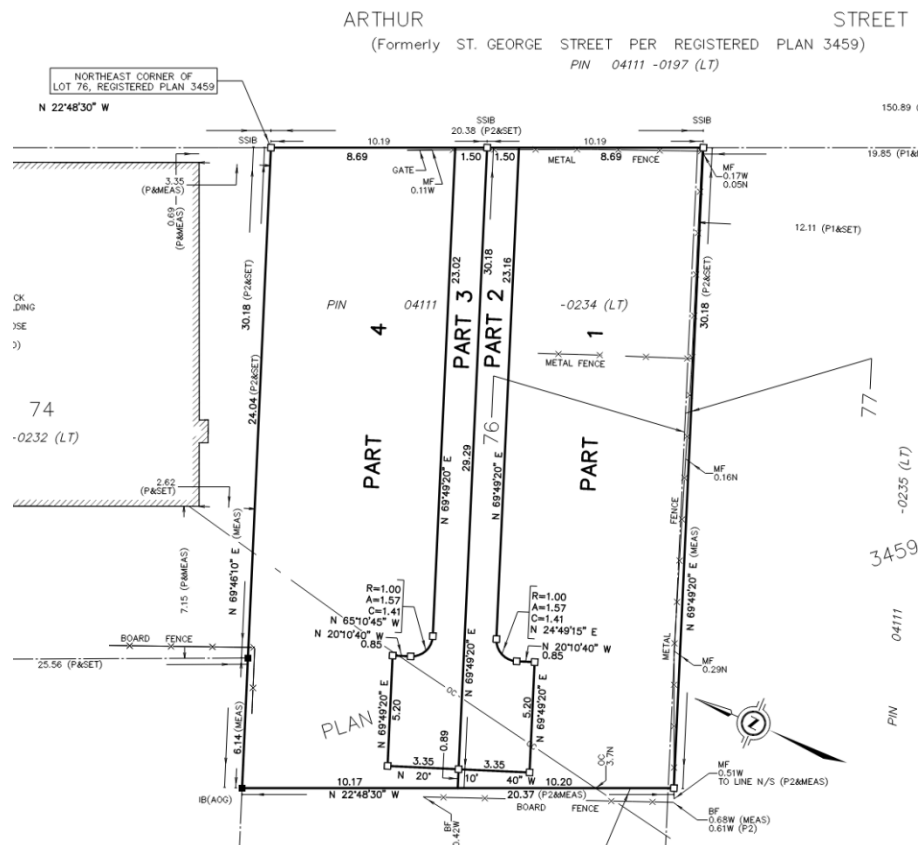 ARTHUR STREET
(Formerly ST. GEORGE STREET PER REGISTERED PLAN 3459)
PIN 04111 -0197 (LT)
NORTHEAST CORNER OF
LOT 76, REGISTERED PLAN 3459
N 22°48'30" W
150.89 (
SSIB
SSIB
SSIB
20.38 (P2&SET)
10.19
10.19
19.85 (P1&
8.69
1.50
1.50
8.69
GATE
MF
0.11W
METAL FENCE
MF
0.17W
0.05N
3.35
(P&MEAS)
0.69
(P&MEAS)
12.11 (P1&SET)
30.18 (P2&SET)
23.02
30.18
23.16
30.18 (P2&SET)
CK
LDING
OSE
)
PIN 04111 -0234 (LT)
PART 4
PART 3
PART 2
PART 1
METAL FENCE
24.04 (P2&SET)
74
-0232 (LT)
76
77
29.29
2.62
(P&SET)
MF
0.16N
N 69°49'20" E
N 69°49'20" E
FENCE
-0235 (LT)
3459
7.15 (P&MEAS)
N 69°46'10" E (MEAS)
N 69°49'20" E (MEAS)
R=1.00
A=1.57
C=1.41
N 65°10'45" W
N 20°10'40" W
0.85
R=1.00
A=1.57
C=1.41
N 24°49'15" E
N 20°10'40" W
0.85
BOARD FENCE
25.56 (P&SET)
METAL
MF
0.29N
04111
PIN
N 69°49'20" E
5.20
N 69°49'20" E
OC
OC
5.20
PLAN
0.89
6.14 (MEAS)
3.35
3.35
N 20° 10' 40" W
OC
3.7N
N
MF
0.51W
TO LINE N/S (P2&MEAS)
10.17
10.20
IB(AOG)
N 22°48'30" W
20.37 (P2&MEAS)
BF
0.42W
BOARD FENCE
BF
0.68W (MEAS)
0.61W (P2)